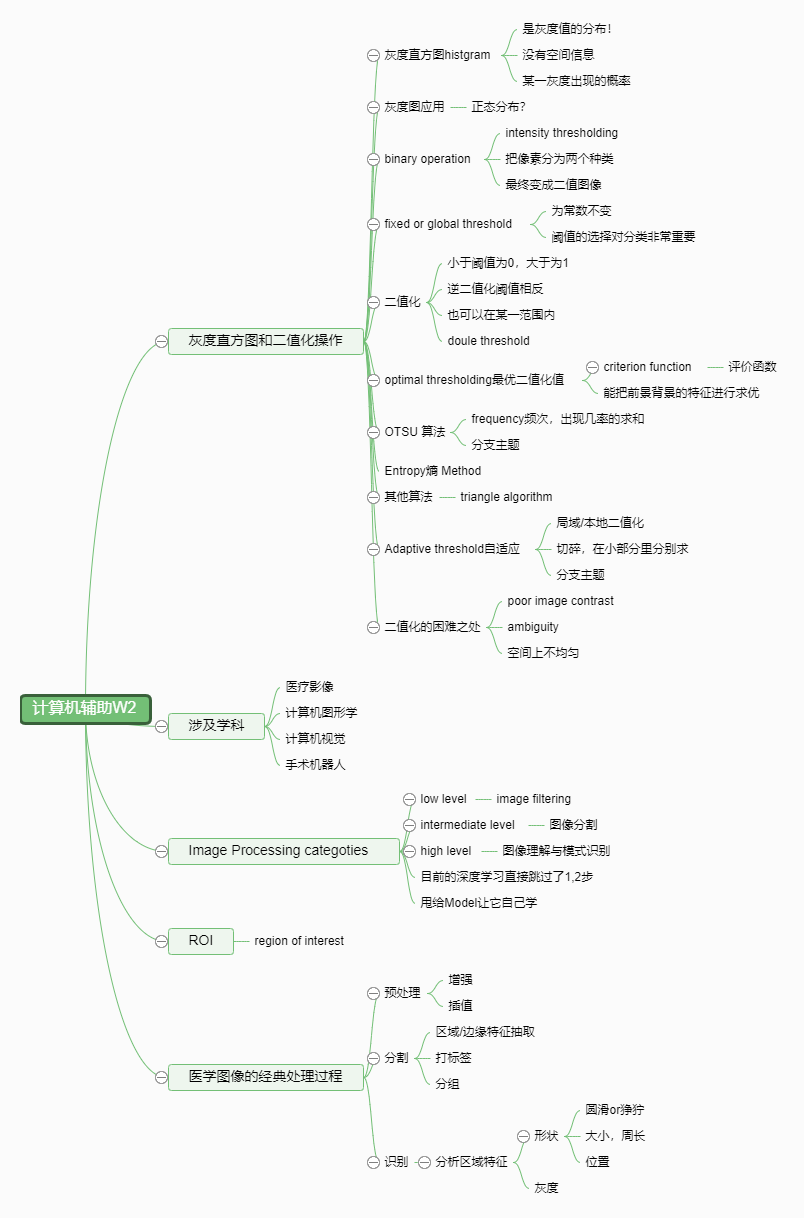 计算机辅助W2
灰度直方图和二值化操作
灰度直方图histgram
是灰度值的分布！
没有空间信息
某一灰度出现的概率
灰度图应用
正态分布？
binary operation
intensity thresholding
把像素分为两个种类
最终变成二值图像
fixed or global threshold
为常数不变
阈值的选择对分类非常重要
二值化
小于阈值为0，大于为1
逆二值化阈值相反
也可以在某一范围内
doule threshold
optimal thresholding最优二值化值
criterion function
评价函数
能把前景背景的特征进行求优
OTSU 算法
frequency频次，出现几率的求和
分支主题
Entropy熵 Method
其他算法
triangle algorithm
Adaptive threshold自适应
局域/本地二值化
切碎，在小部分里分别求
分支主题
二值化的困难之处
poor image contrast
ambiguity
空间上不均匀
涉及学科
医疗影像
计算机图形学
计算机视觉
手术机器人
Image Processing categoties
low level
image filtering
intermediate level
图像分割
high level
图像理解与模式识别
目前的深度学习直接跳过了1,2步
甩给Model让它自己学
ROI
region of interest
医学图像的经典处理过程
预处理
增强
插值
分割
区域/边缘特征抽取
打标签
分组
识别
分析区域特征
形状
圆滑or狰狞
大小，周长
位置
灰度